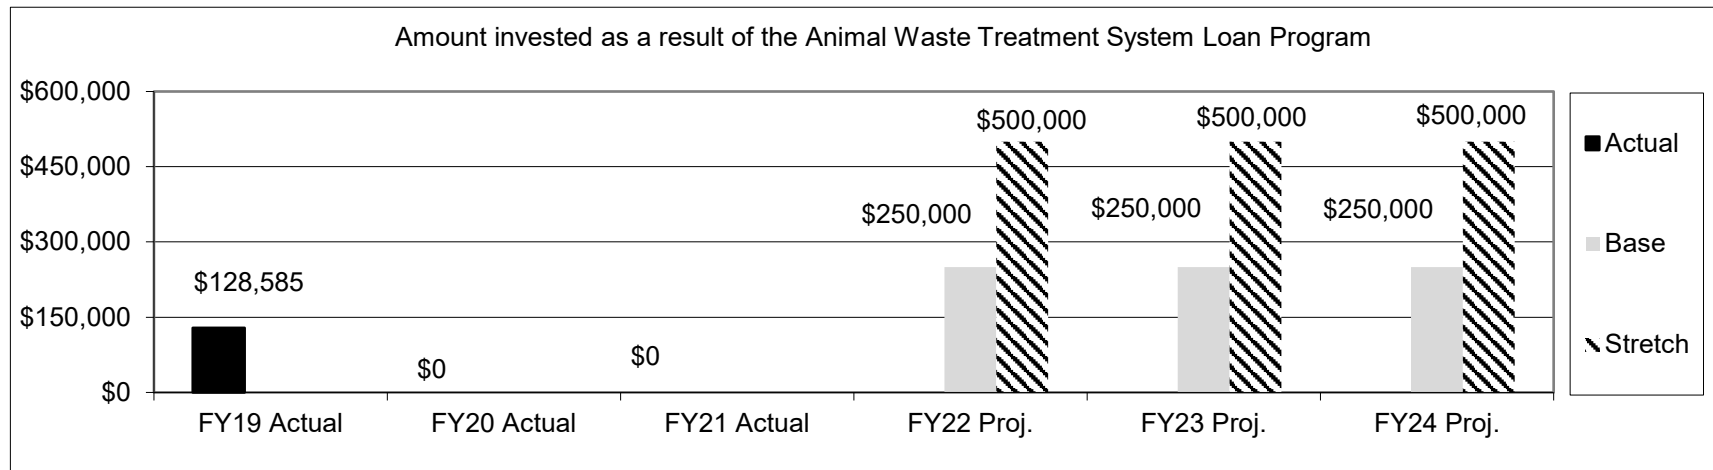 Amount invested as a result of the Animal Waste Treatment System Loan Program
$600,000
$450,000
$300,000
$150,000
$0
$128,585
$0
$0
$250,000
$500,000
$250,000
$500,000
$250,000
$500,000
FY19 Actual
FY20 Actual
FY21 Actual
FY22 Proj.
FY23 Proj.
FY24 Proj.
Actual
Base
Stretch